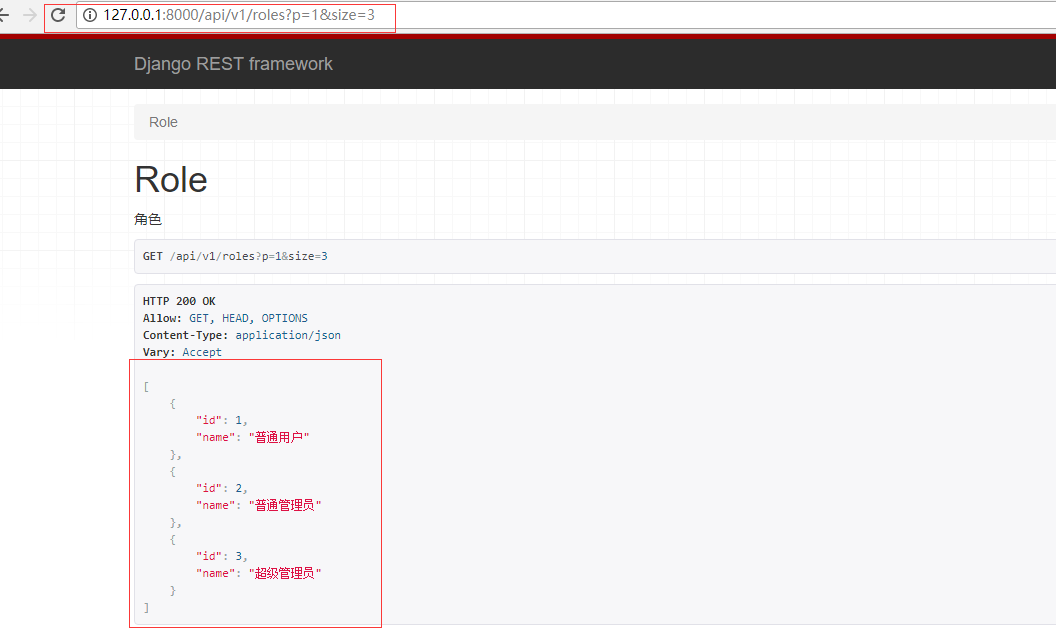 127.0.0.1:8000/api/v1/roles?p=1&size=3
Django REST framework
Role
Role
角色
GET /api/v1/roles?p=1&size=3
HTTP 200 OK
Allow: GET, HEAD, OPTIONS
Content-Type: application/json
Vary: Accept
[
    {
        "id": 1,
        "name": "普通用户"
    },
    {
        "id": 2,
        "name": "普通管理员"
    },
    {
        "id": 3,
        "name": "超级管理员"
    }
]